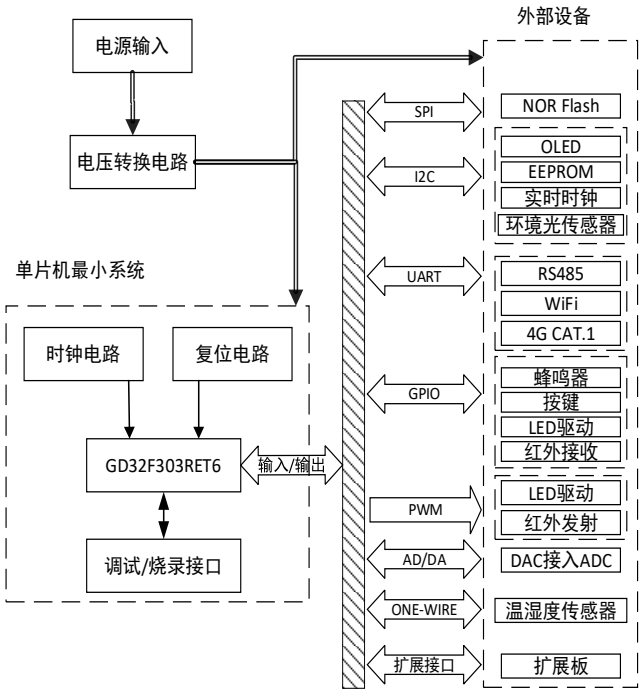 外部设备
电源输入
电压转换电路
单片机最小系统
时钟电路
复位电路
GD32F303RET6
输入/输出
调试/烧录接口
SPI
NOR Flash
I2C
OLED
EEPROM
实时时钟
环境光传感器
UART
RS485
WiFi
4G CAT.1
GPIO
蜂鸣器
按键
LED驱动
红外接收
PWM
LED驱动
红外发射
AD/DA
DAC接入ADC
ONE-WIRE
温湿度传感器
扩展接口
扩展板